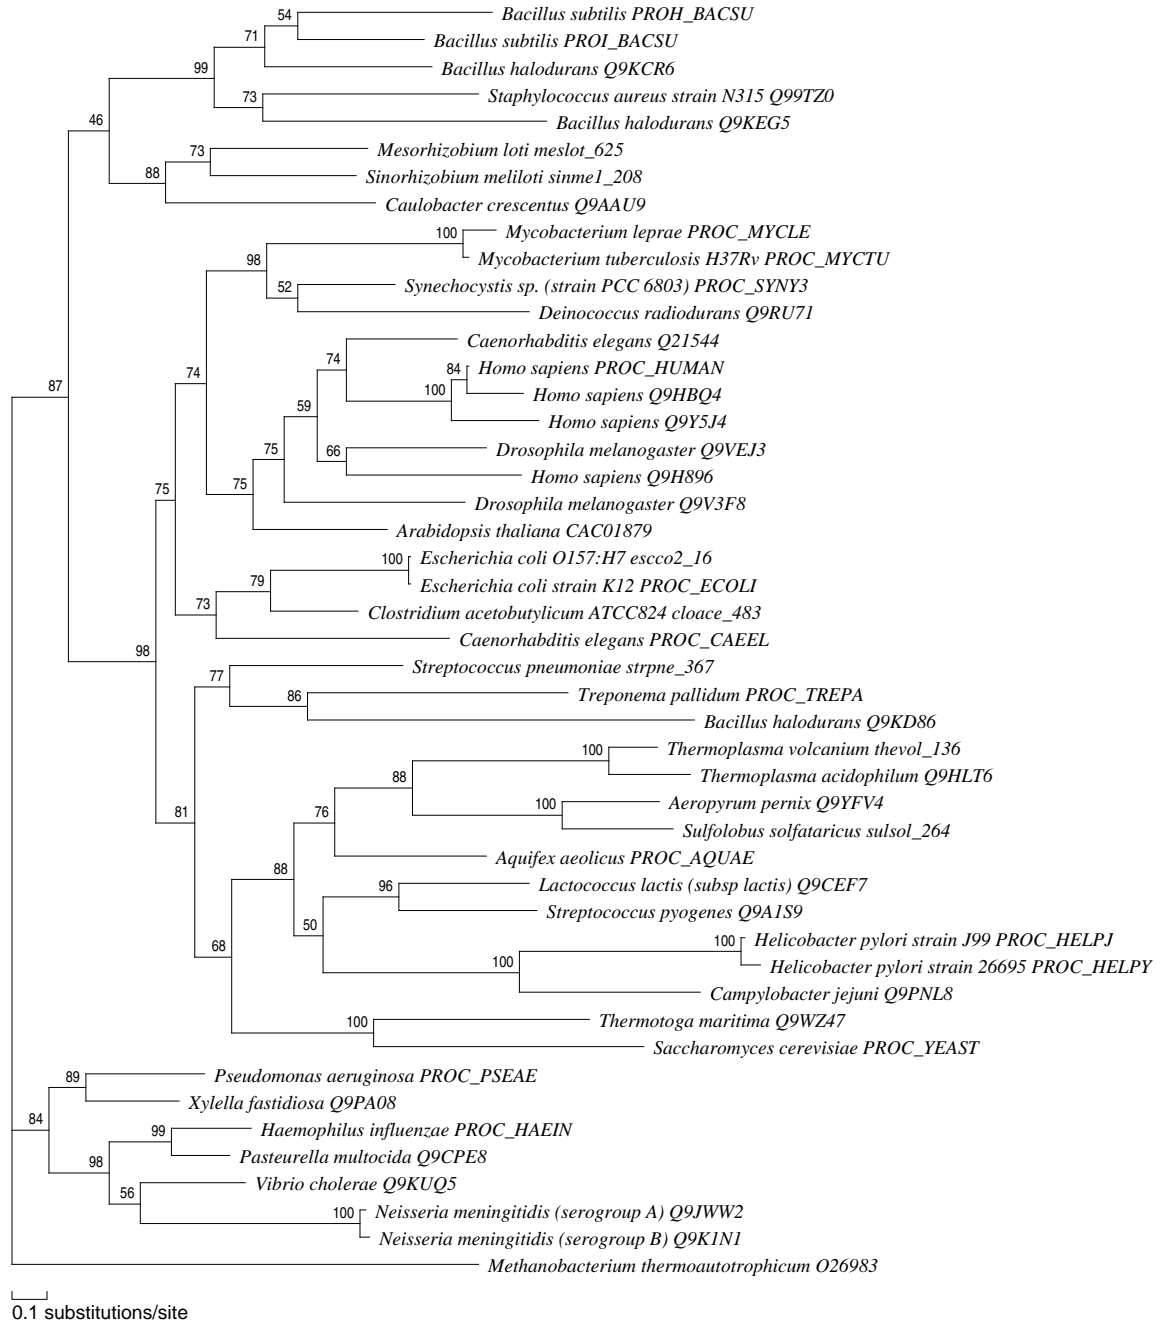 54
Bacillus subtilis PROH_BACSU
71
Bacillus subtilis PROI_BACSU
99
Bacillus halodurans Q9KCR6
73
Staphylococcus aureus strain N315 Q99TZ0
46
Bacillus halodurans Q9KEG5
73
Mesorhizobium loti meslot_625
88
Sinorhizobium meliloti sinme1_208
Caulobacter crescentus Q9AAU9
100
Mycobacterium leprae PROC_MYCLE
98
Mycobacterium tuberculosis H37Rv PROC_MYCTU
52
Synechocystis sp. (strain PCC 6803) PROC_SYNY3
Deinococcus radiodurans Q9RU71
74
Caenorhabditis elegans Q21544
84
Homo sapiens PROC_HUMAN
87
74
100
Homo sapiens Q9HBQ4
59
Homo sapiens Q9Y5J4
75
66
Drosophila melanogaster Q9VEJ3
75
Homo sapiens Q9H896
75
Drosophila melanogaster Q9V3F8
Arabidopsis thaliana CAC01879
100
Escherichia coli O157:H7 escco2_16
79
Escherichia coli strain K12 PROC_ECOLI
73
Clostridium acetobutylicum ATCC824 cloace_483
98
Caenorhabditis elegans PROC_CAEEL
77
Streptococcus pneumoniae strpne_367
86
Treponema pallidum PROC_TREPA
Bacillus halodurans Q9KD86
100
Thermoplasma volcanium thevol_136
88
Thermoplasma acidophilum Q9HLT6
81
76
100
Aeropyrum pernix Q9YFV4
Sulfolobus solfataricus sulsol_264
88
Aquifex aeolicus PROC_AQUAE
96
Lactococcus lactis (subsp lactis) Q9CEF7
50
Streptococcus pyogenes Q9A1S9
68
100
Helicobacter pylori strain J99 PROC_HELPJ
100
Helicobacter pylori strain 26695 PROC_HELPY
Campylobacter jejuni Q9PNL8
100
Thermotoga maritima Q9WZ47
Saccharomyces cerevisiae PROC_YEAST
89
Pseudomonas aeruginosa PROC_PSEAE
84
Xylella fastidiosa Q9PA08
99
Haemophilus influenzae PROC_HAEIN
98
Pasteurella multocida Q9CPE8
56
Vibrio cholerae Q9KUQ5
100
Neisseria meningitidis (serogroup A) Q9JWW2
Neisseria meningitidis (serogroup B) Q9K1N1
Methanobacterium thermoautotrophicum O26983
0.1 substitutions/site